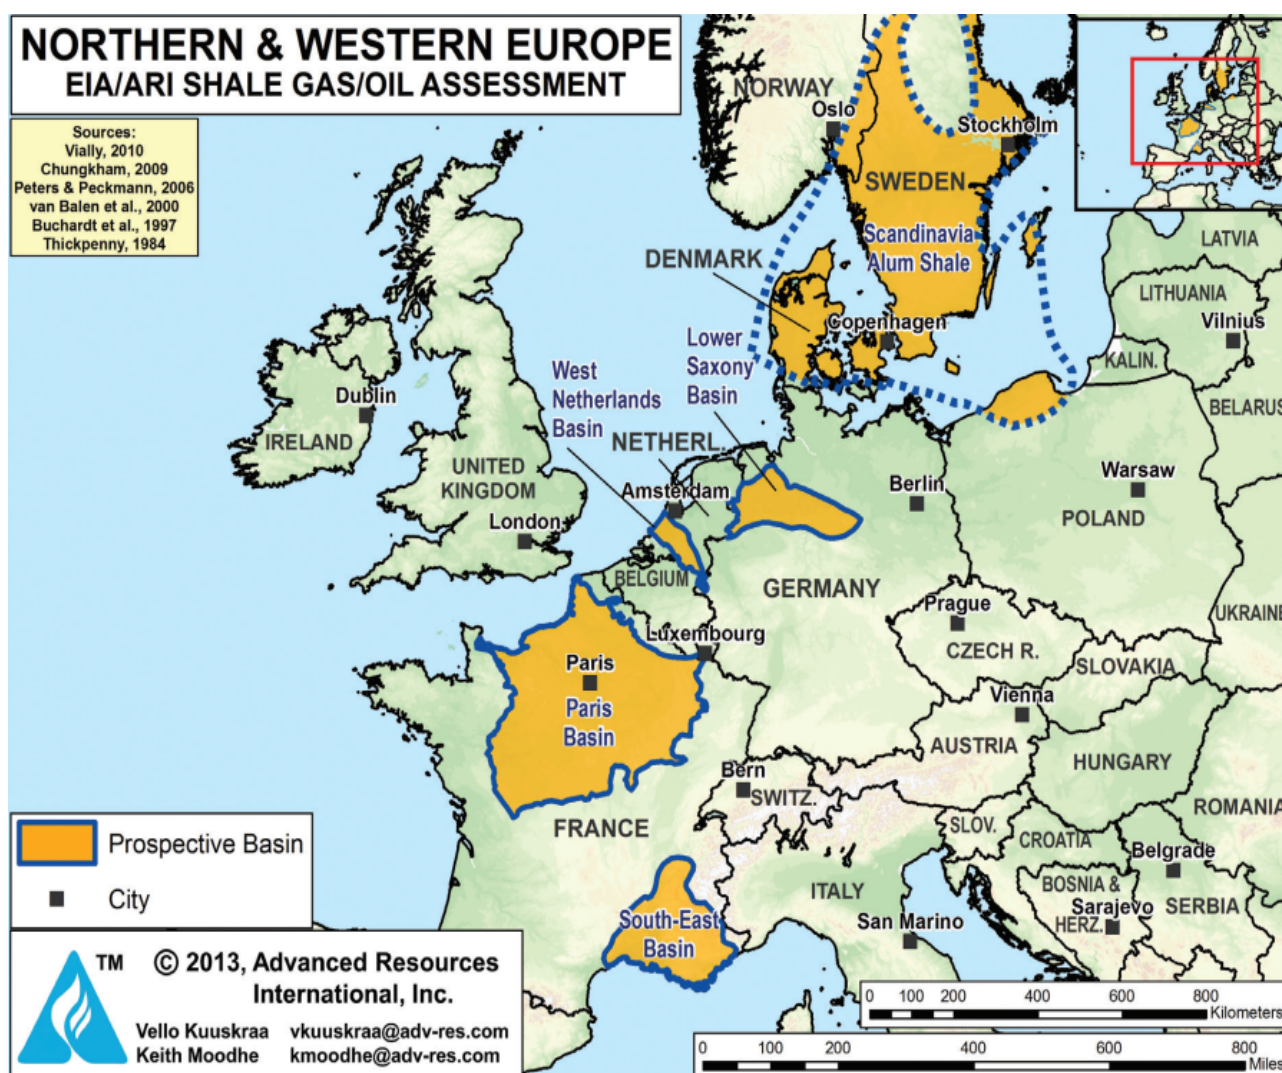 NORTHERN & WESTERN EUROPE
EIA/ARI SHALE GAS/OIL ASSESSMENT
Sources:
Vially, 2010
Chungkham, 2009
Peters & Peckmann, 2006
van Balen et al., 2000
Buchardt et al., 1997
Thickpenny, 1984
NORWAY
Oslo
Stockholm
SWEDEN
Scandinavia
Alum Shale
DENMARK
Copenhagen
LATVIA
LITHUANIA
Vilnius
KALIN.
BELARUS
Lower
Saxony
Basin
West
Netherlands
Basin
NETHERL.
Amsterdam
Dublin
IRELAND
UNITED
KINGDOM
London
Berlin
Warsaw
POLAND
BELGIUM
GERMANY
Luxembourg
Prague
CZECH R.
UKRAINE
SLOVAKIA
Paris
Paris
Basin
Vienna
AUSTRIA
HUNGARY
Bern
SWITZ.
ROMANIA
FRANCE
SLOV.
CROATIA
Belgrade
ITALY
BOSNIA &
HERZ.
Sarajevo
SERBIA
San Marino
South-East
Basin
Prospective Basin
City
TM
© 2013, Advanced Resources
International, Inc.
Vello Kuuskraa vkuuskraa@adv-res.com
Keith Moodhe kmoodhe@adv-res.com
0 100 200 400 600 800
Kilometers
0 100 200 400 600 800
Miles